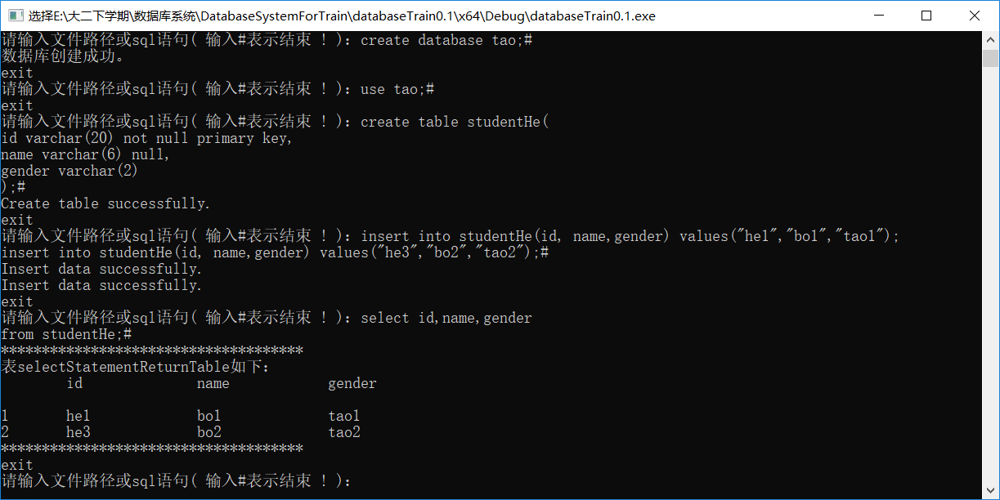 选择E:\大二下学期\数据库系统\DatabaseSystemForTrain\databaseTrain0.1\x64\Debug\databaseTrain0.1.exe
请输入文件路径或sql语句( 输入#表示结束 ! ): create database tao;#
数据库创建成功。
exit
请输入文件路径或sql语句( 输入#表示结束 ! ): use tao;#
exit
请输入文件路径或sql语句( 输入#表示结束 ! ): create table studentHe(
id varchar(20) not null primary key,
name varchar(6) null,
gender varchar(2)
);#
Create table successfully.
exit
请输入文件路径或sql语句( 输入#表示结束 ! ): insert into studentHe(id, name,gender) values("he1","bo1","tao1");
insert into studentHe(id, name,gender) values("he3","bo2","tao2");#
Insert data successfully.
Insert data successfully.
exit
请输入文件路径或sql语句( 输入#表示结束 ! ): select id,name,gender
from studentHe;#
*************************************
表selectStatementReturnTable如下:
id name gender
1 he1 bo1 tao1
2 he3 bo2 tao2
*************************************
exit
请输入文件路径或sql语句( 输入#表示结束 ! ):